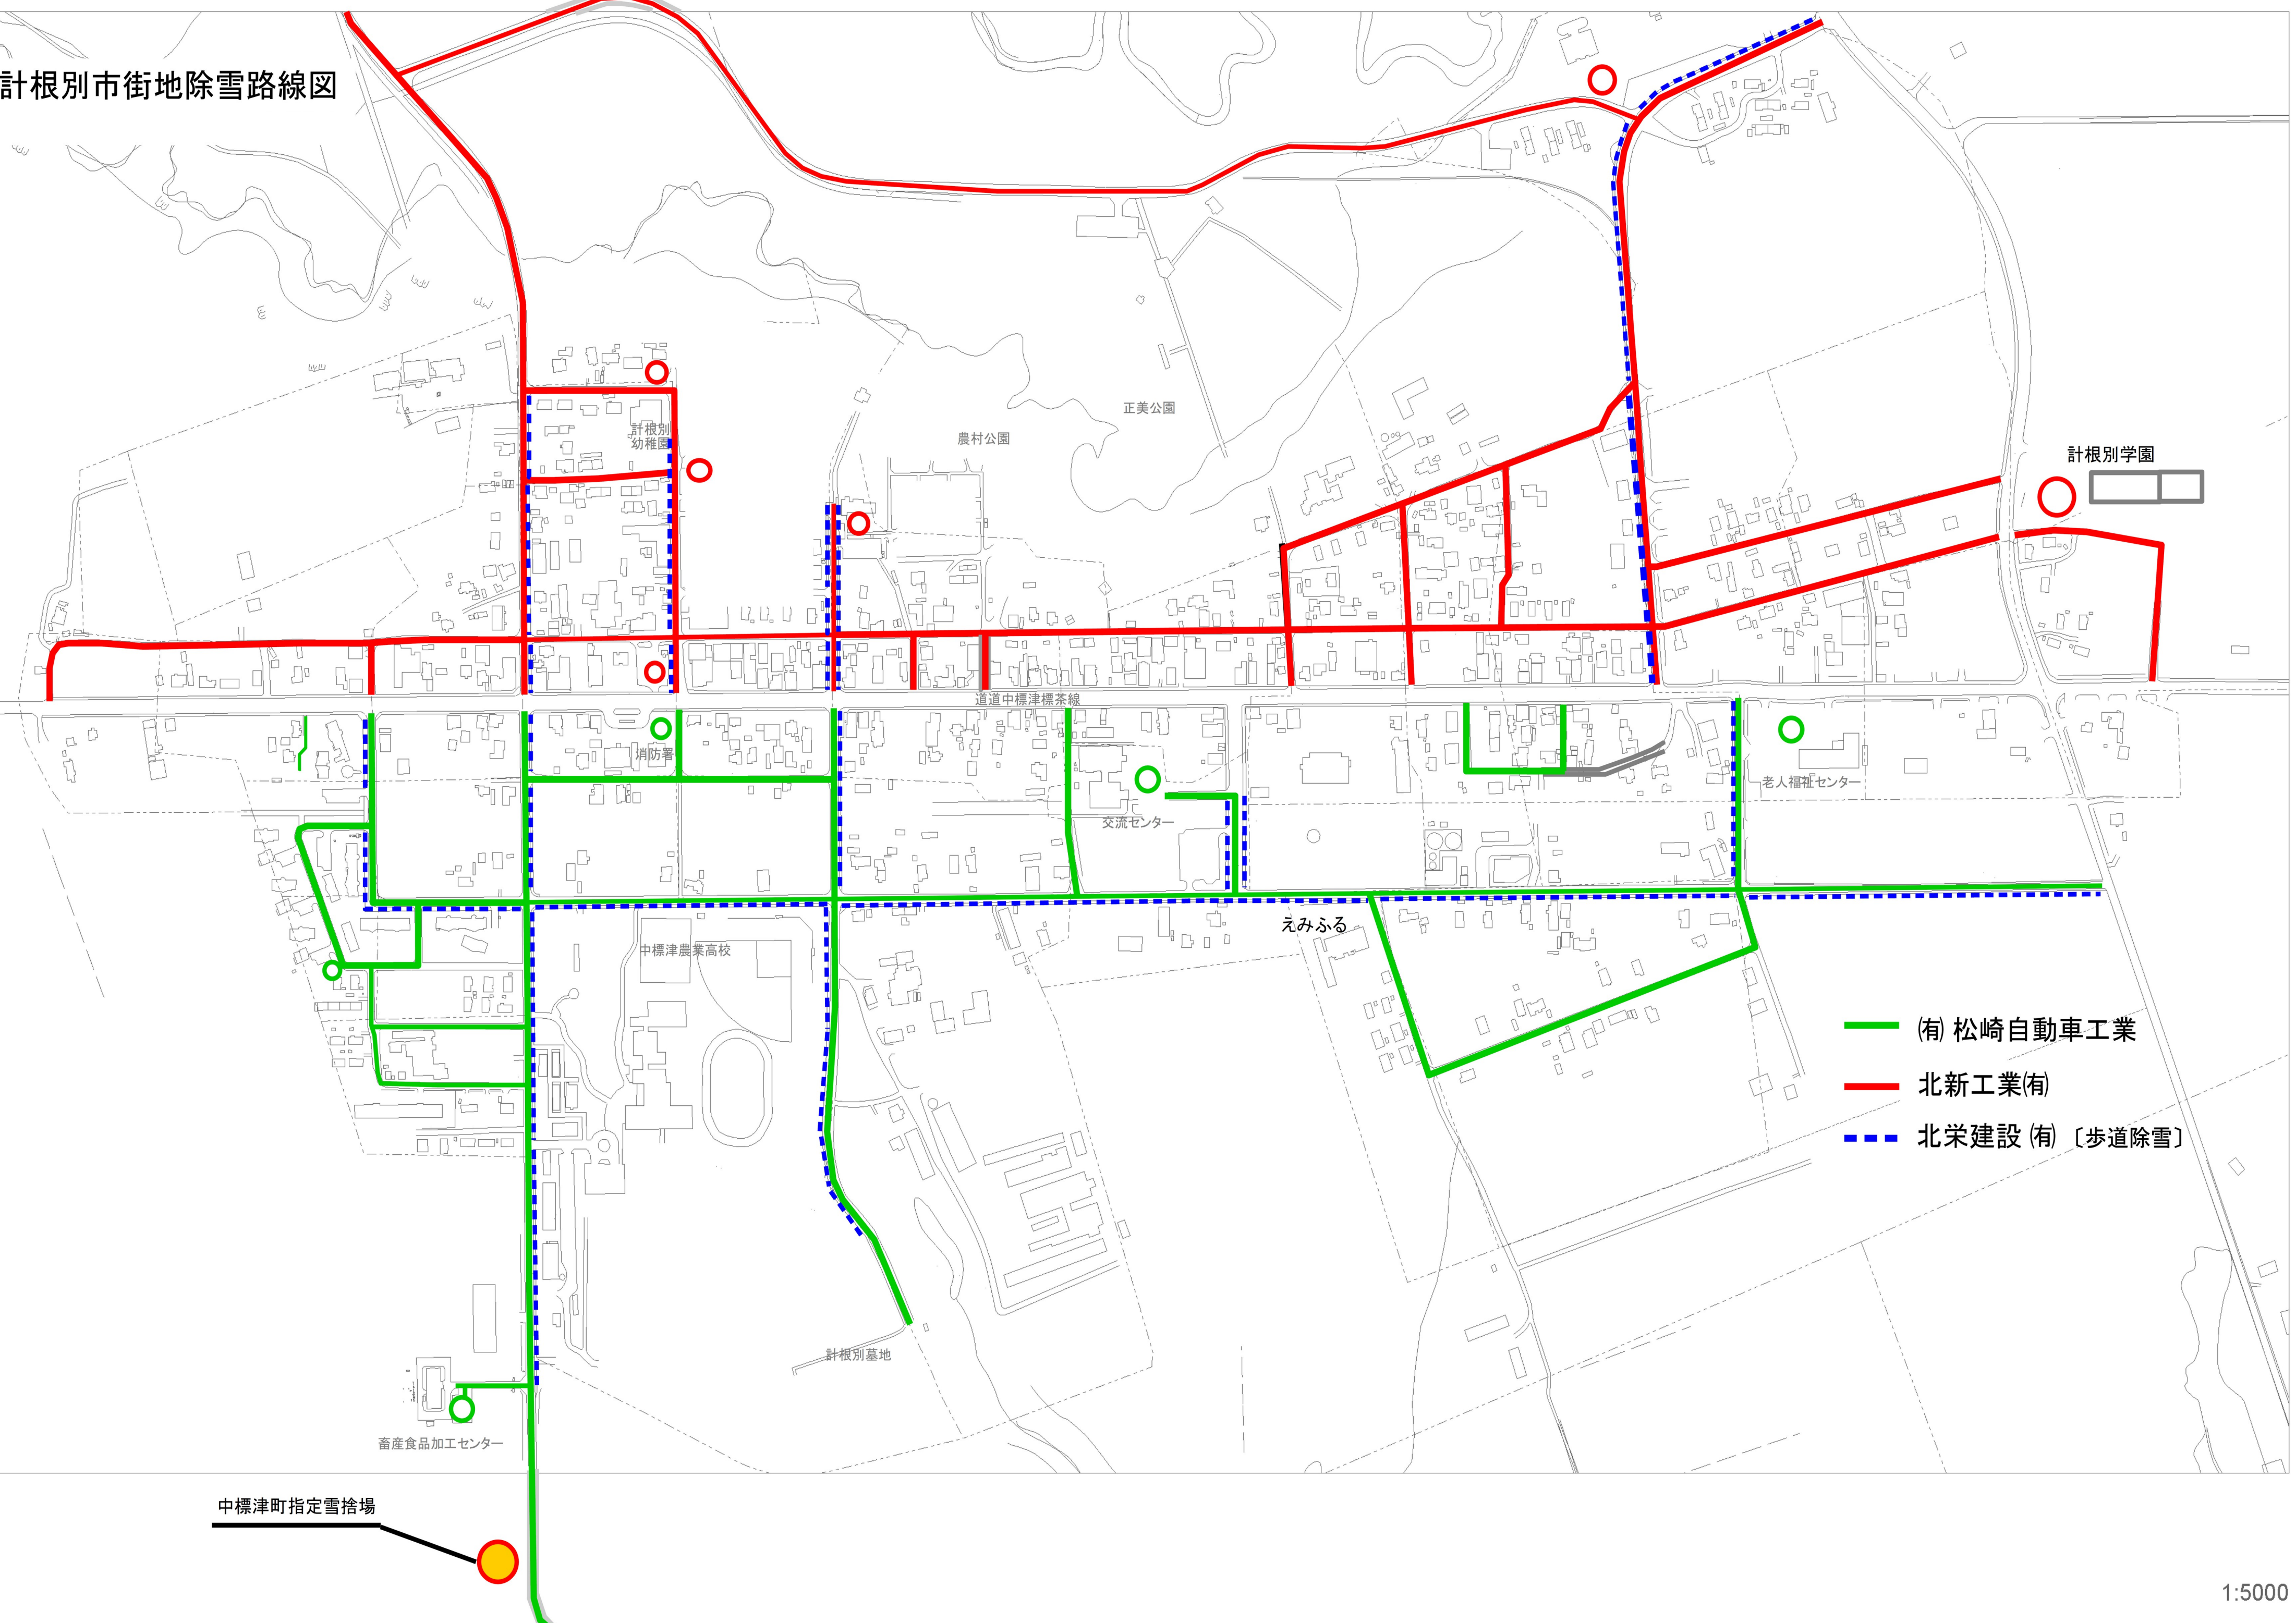 計根別市街地除雪路線図
正美公園
計根別
幼稚園
農村公園
計根別学園
道道中標津標茶線
消防署
老人福祉センター
交流センター
えみふる
中標津農業高校
㈲ 松崎自動車工業
北新工業㈲
北栄建設 ㈲ 〔歩道除雪〕
計根別墓地
畜産食品加工センター
中標津町指定雪捨場
1:5000